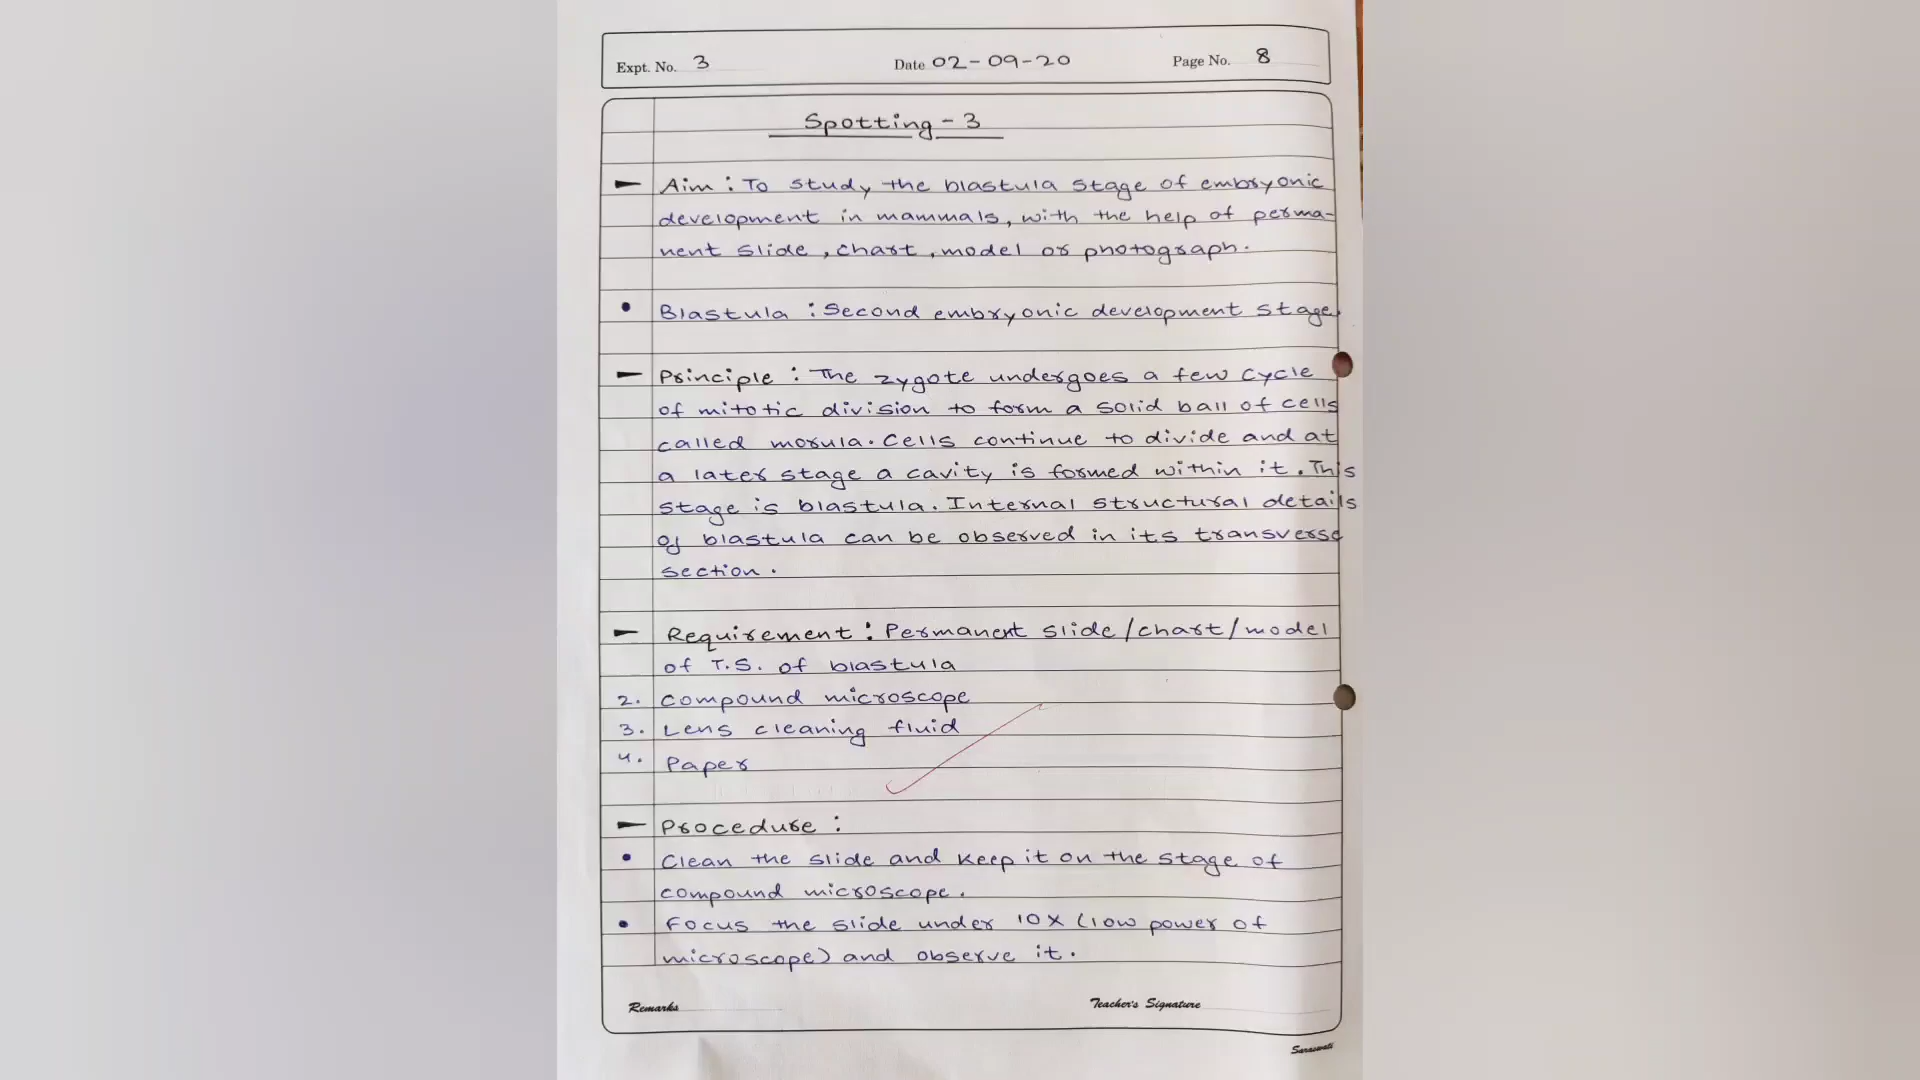 Expt. No. 3 Date 02-09-20 Page No. 8
Spotting - 3
Aim : To study the blastula stage of embryonic
development in mammals, with the help of perma-
nent slide, chart, model or photograph.
• Blastula : Second embryonic development stage
Principle : The zygote undergoes a few cycle
of mitotic division to form a solid ball of cells
called morula. Cells continue to divide and at
a later stage a cavity is formed within it. This
stage is blastula. Internal structural details
of blastula can be observed in its transverse
section.
Requirement : Permanent slide/chart/model
of T.S. of blastula
2. Compound microscope
3. Lens cleaning fluid
4. Paper
Procedure :
• Clean the slide and keep it on the stage of
compound microscope.
• Focus the slide under 10X (low power of
microscope) and observe it.
Remarks Teacher's Signature
Saraswati